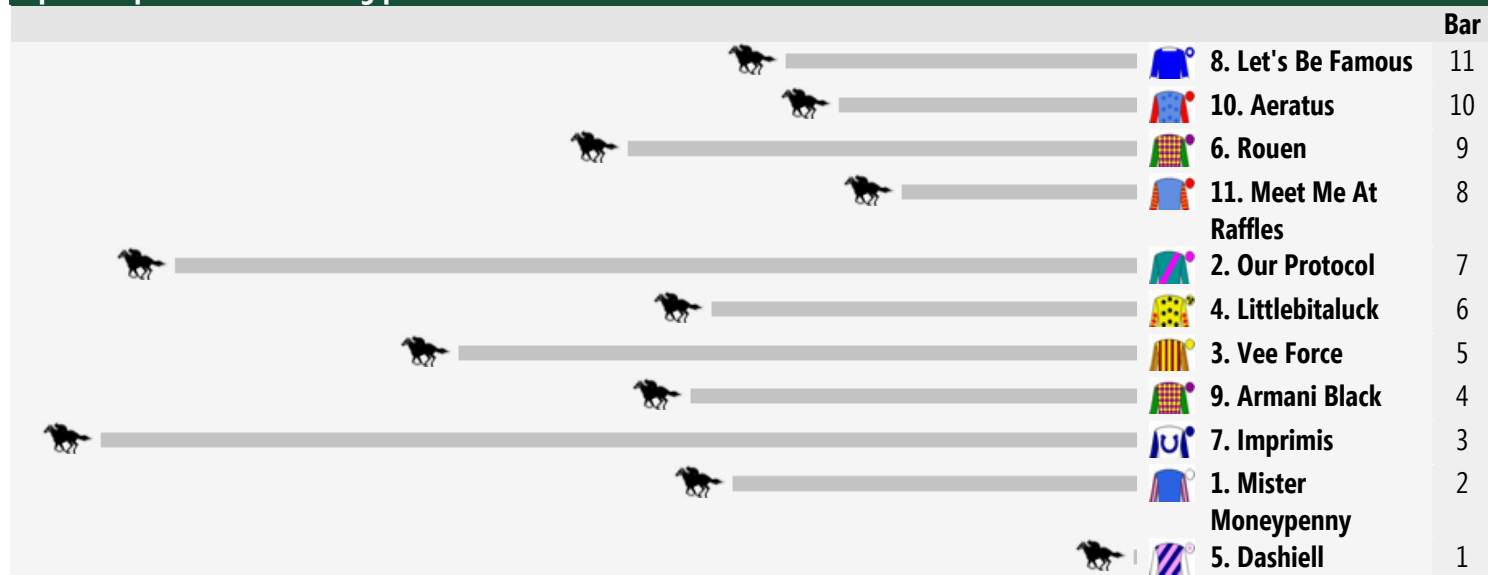 Bar
8. Let's Be Famous 11
10. Aeratus 10
6. Rouen 9
11. Meet Me At 8
Raffles
2. Our Protocol 7
4. Littlebitaluck 6
3. Vee Force 5
9. Armani Black 4
7. Imprimis 3
1. Mister 2
Moneypenny
5. Dashiell 1